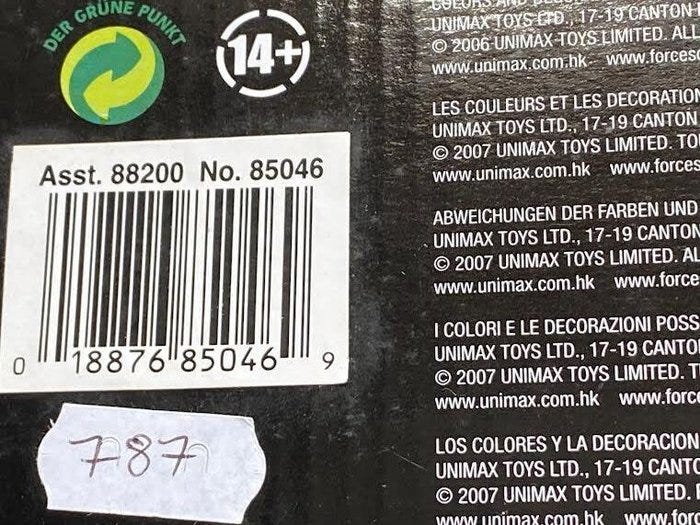 DER GRÜNE PUNKT
14+
Asst. 88200 No. 85046
0 18876 85046 9
787
UNIMAX TOYS LTD., 17-19 CANTON
© 2006 UNIMAX TOYS LIMITED. ALL
www.unimax.com.hk www.forces
LES COULEURS ET LES DECORATION
UNIMAX TOYS LTD., 17-19 CANTON
© 2007 UNIMAX TOYS LIMITED. TO
www.unimax.com.hk www.forces
ABWEICHUNGEN DER FARBEN UND
UNIMAX TOYS LTD., 17-19 CANTON
© 2007 UNIMAX TOYS LIMITED. AL
www.unimax.com.hk www.force
I COLORI E LE DECORAZIONI POSS
UNIMAX TOYS LTD., 17-19 CANTO
© 2007 UNIMAX TOYS LIMITED. T
www.unimax.com.hk www.force
LOS COLORES Y LA DECORACION
UNIMAX TOYS LTD., 17-19 CANTO
© 2007 UNIMAX TOYS LIMITED.
www.unimax.com.hk www.for